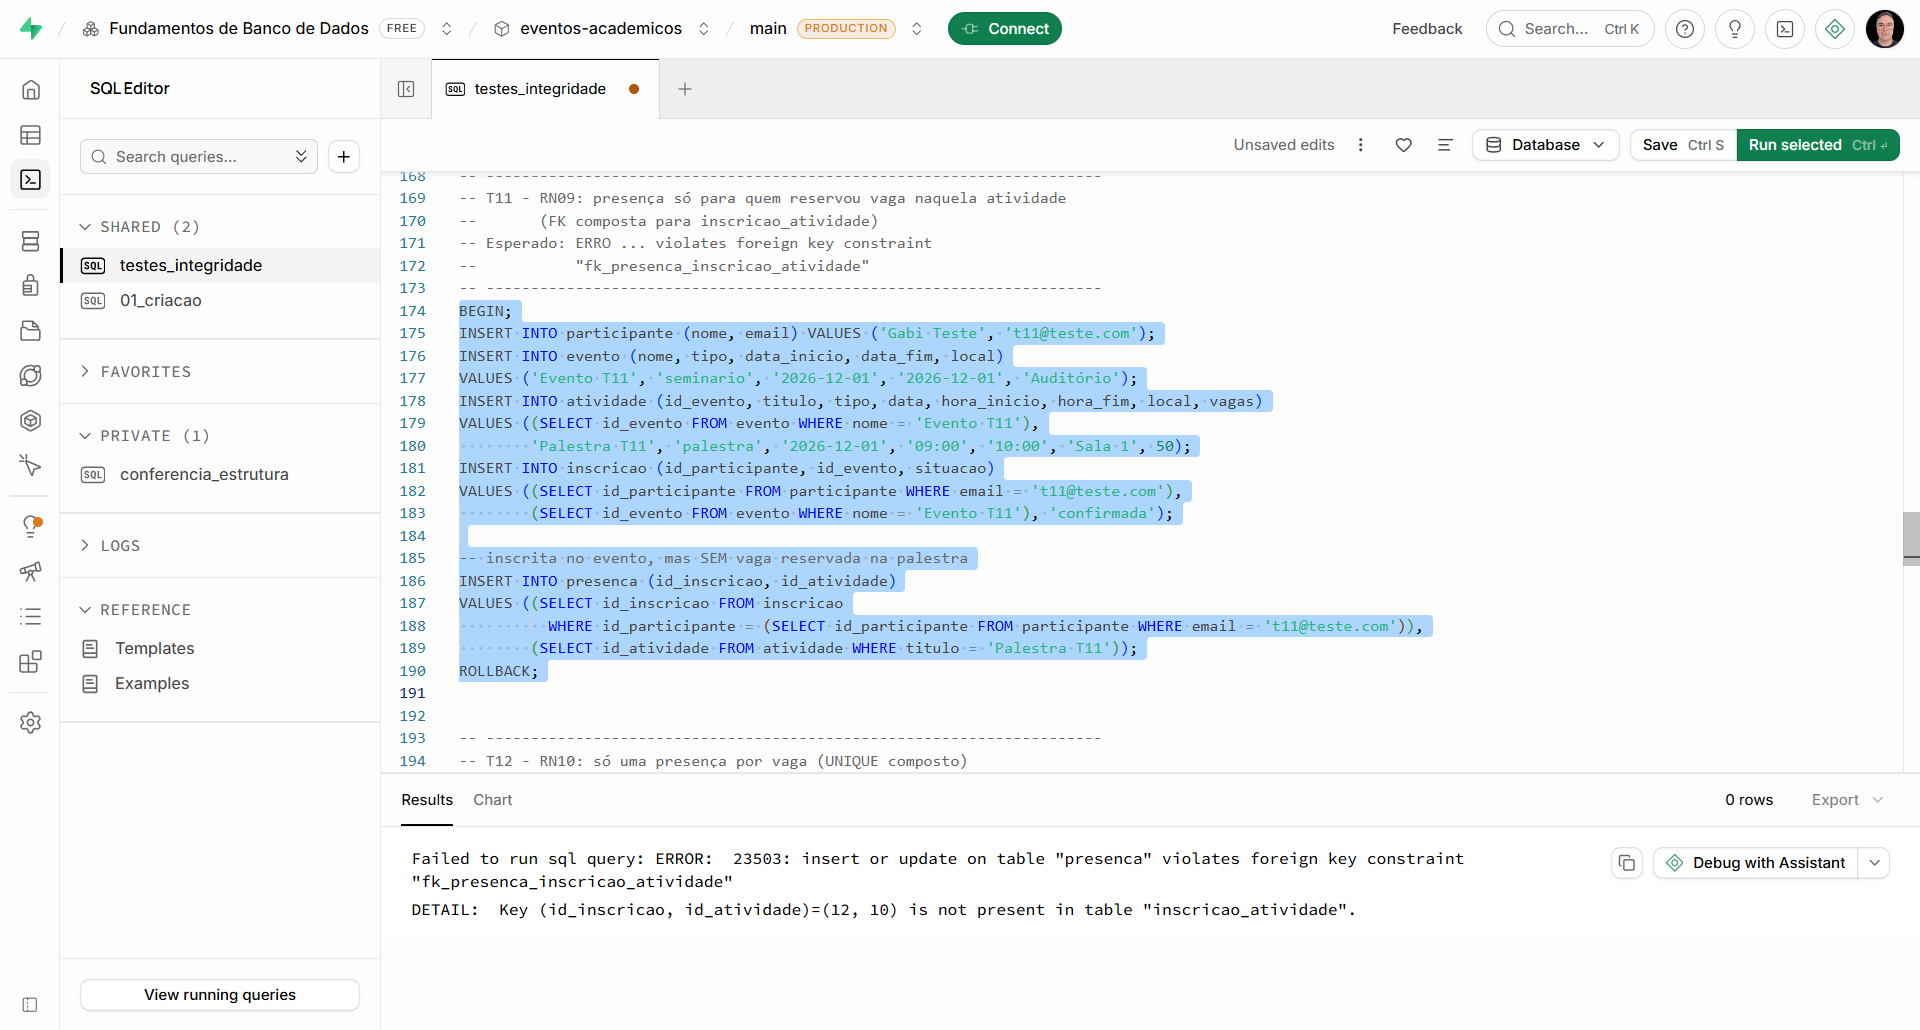 Fundamentos de Banco de Dados FREE eventos-academicos main PRODUCTION Connect Feedback Search... Ctrl K
SQL Editor
SQL testes_integridade
Search queries...
Unsaved edits Database Save Ctrl S Run selected Ctrl ↵
SHARED (2)
SQL testes_integridade
SQL 01_criacao
FAVORITES
PRIVATE (1)
SQL conferencia_estrutura
LOGS
REFERENCE
Templates
Examples
View running queries
168 -- ---------------------------------------------------------------------
169 -- T11 - RN09: presença só para quem reservou vaga naquela atividade
170 --       (FK composta para inscricao_atividade)
171 -- Esperado: ERRO ... violates foreign key constraint
172 --           "fk_presenca_inscricao_atividade"
173 -- ---------------------------------------------------------------------
174 BEGIN;
175 INSERT INTO participante (nome, email) VALUES ('Gabi Teste', 't11@teste.com');
176 INSERT INTO evento (nome, tipo, data_inicio, data_fim, local)
177 VALUES ('Evento T11', 'seminario', '2026-12-01', '2026-12-01', 'Auditório');
178 INSERT INTO atividade (id_evento, titulo, tipo, data, hora_inicio, hora_fim, local, vagas)
179 VALUES ((SELECT id_evento FROM evento WHERE nome = 'Evento T11'),
180         'Palestra T11', 'palestra', '2026-12-01', '09:00', '10:00', 'Sala 1', 50);
181 INSERT INTO inscricao (id_participante, id_evento, situacao)
182 VALUES ((SELECT id_participante FROM participante WHERE email = 't11@teste.com'),
183         (SELECT id_evento FROM evento WHERE nome = 'Evento T11'), 'confirmada');
184
185 -- inscrita no evento, mas SEM vaga reservada na palestra
186 INSERT INTO presenca (id_inscricao, id_atividade)
187 VALUES ((SELECT id_inscricao FROM inscricao
188           WHERE id_participante = (SELECT id_participante FROM participante WHERE email = 't11@teste.com')),
189         (SELECT id_atividade FROM atividade WHERE titulo = 'Palestra T11'));
190 ROLLBACK;
191
192
193 -- ---------------------------------------------------------------------
194 -- T12 - RN10: só uma presença por vaga (UNIQUE composto)
Results Chart 0 rows Export
Failed to run sql query: ERROR:  23503: insert or update on table "presenca" violates foreign key constraint
"fk_presenca_inscricao_atividade"
DETAIL:  Key (id_inscricao, id_atividade)=(12, 10) is not present in table "inscricao_atividade".
Debug with Assistant